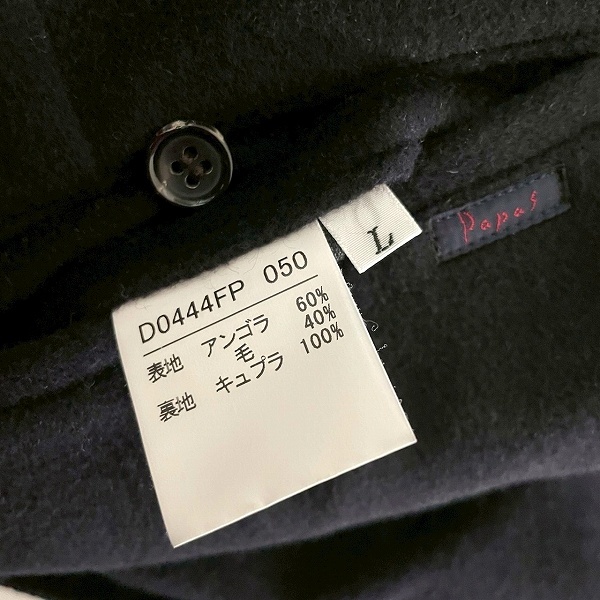 Papas
L
D0444FP 050
表地 アンゴラ 60%
毛 40%
裏地 キュプラ 100%